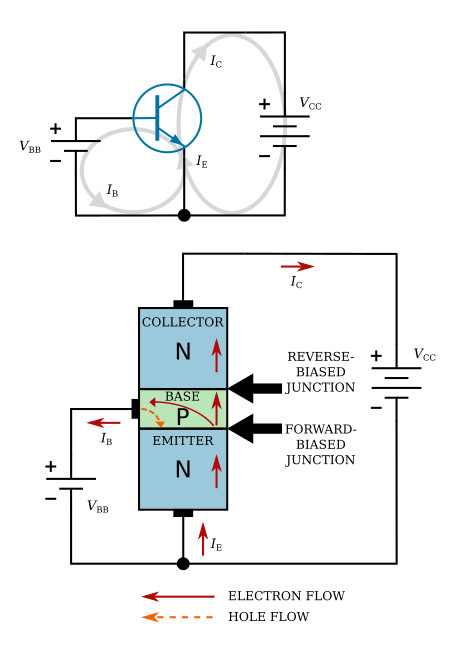 I_C
+
V_CC
−
+
V_BB
−
I_E
I_B
I_C
COLLECTOR
N
REVERSE-
BIASED
JUNCTION
+
V_CC
−
BASE
P
FORWARD-
BIASED
JUNCTION
I_B
EMITTER
N
+
V_BB
−
I_E
ELECTRON FLOW
HOLE FLOW